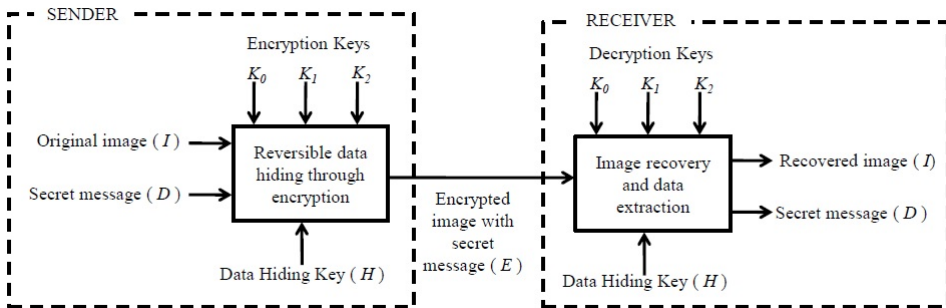 SENDER
Encryption Keys
K0 K1 K2
Original image ( I )
Secret message ( D )
Reversible data
hiding through
encryption
Data Hiding Key ( H )
Encrypted
image with
secret
message ( E )
RECEIVER
Decryption Keys
K0 K1 K2
Image recovery
and data
extraction
Recovered image (I)
Secret message ( D )
Data Hiding Key ( H )